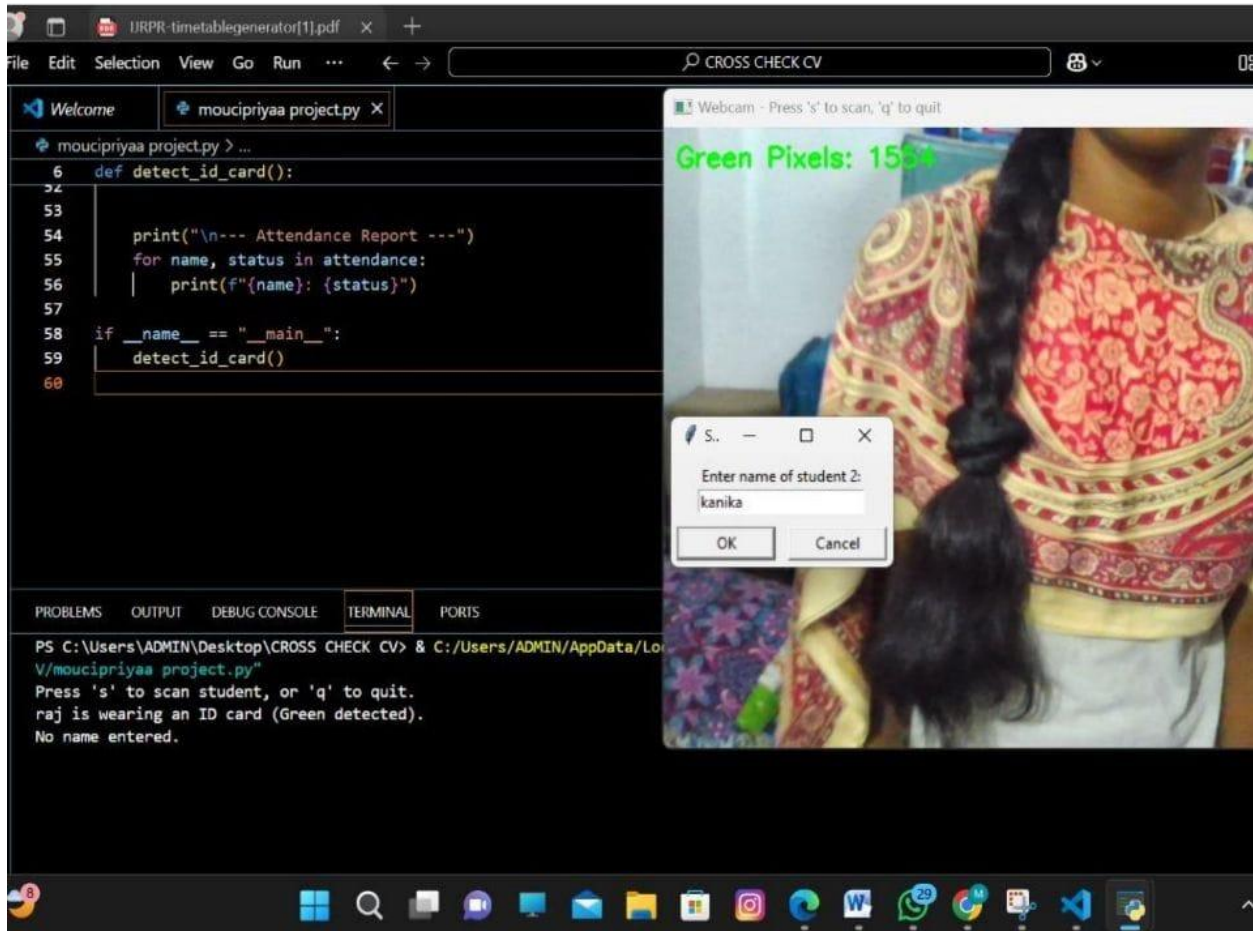 IJRPR-timetablegenerator[1].pdf
File Edit Selection View Go Run ... CROSS CHECK CV
Welcome moucipriyaa project.py
moucipriyaa project.py > ...
6 def detect_id_card():
52
53
54 print("\n--- Attendance Report ---")
55 for name, status in attendance:
56 print(f"{name}: {status}")
57
58 if __name__ == "__main__":
59 detect_id_card()
60
Webcam - Press 's' to scan, 'q' to quit
Green Pixels: 1554
S..
Enter name of student 2:
kanika
OK Cancel
PROBLEMS OUTPUT DEBUG CONSOLE TERMINAL PORTS
PS C:\Users\ADMIN\Desktop\CROSS CHECK CV> & C:/Users/ADMIN/AppData/Lo
V/moucipriyaa project.py"
Press 's' to scan student, or 'q' to quit.
raj is wearing an ID card (Green detected).
No name entered.
8
29
M
W